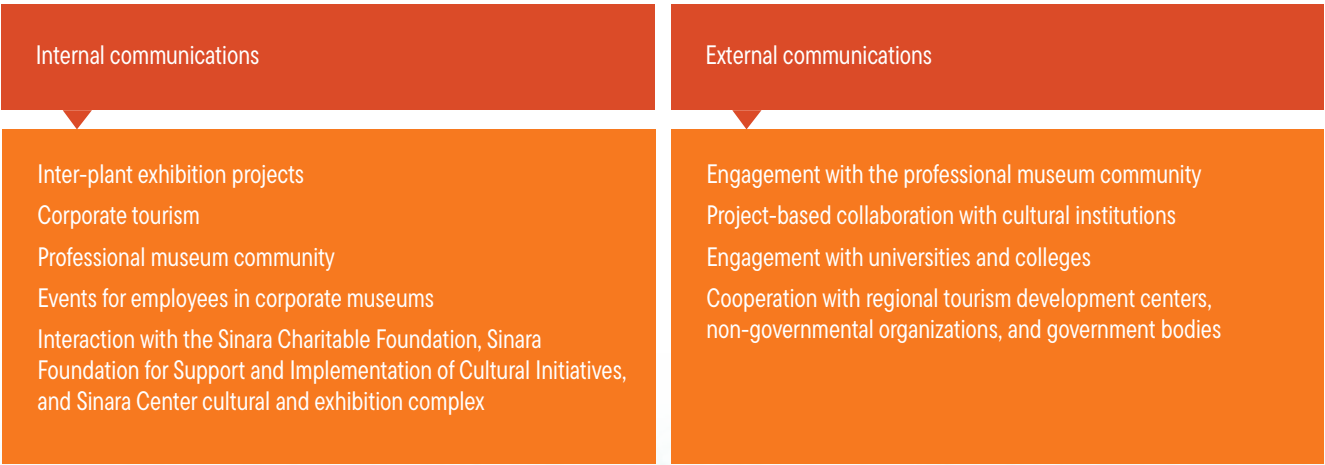 Internal communications
Inter-plant exhibition projects
Corporate tourism
Professional museum community
Events for employees in corporate museums
Interaction with the Sinara Charitable Foundation, Sinara
Foundation for Support and Implementation of Cultural Initiatives,
and Sinara Center cultural and exhibition complex
External communications
Engagement with the professional museum community
Project-based collaboration with cultural institutions
Engagement with universities and colleges
Cooperation with regional tourism development centers,
non-governmental organizations, and government bodies